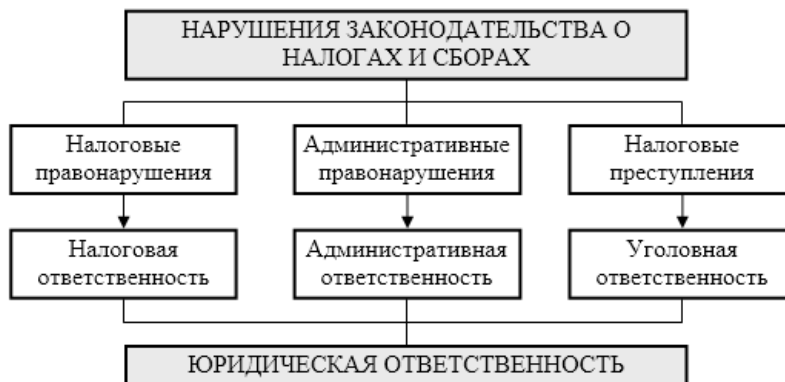 НАРУШЕНИЯ ЗАКОНОДАТЕЛЬСТВА О
НАЛОГАХ И СБОРАХ
Налоговые
правонарушения
Административные
правонарушения
Налоговые
преступления
Налоговая
ответственность
Административная
ответственность
Уголовная
ответственность
ЮРИДИЧЕСКАЯ ОТВЕТСТВЕННОСТЬ